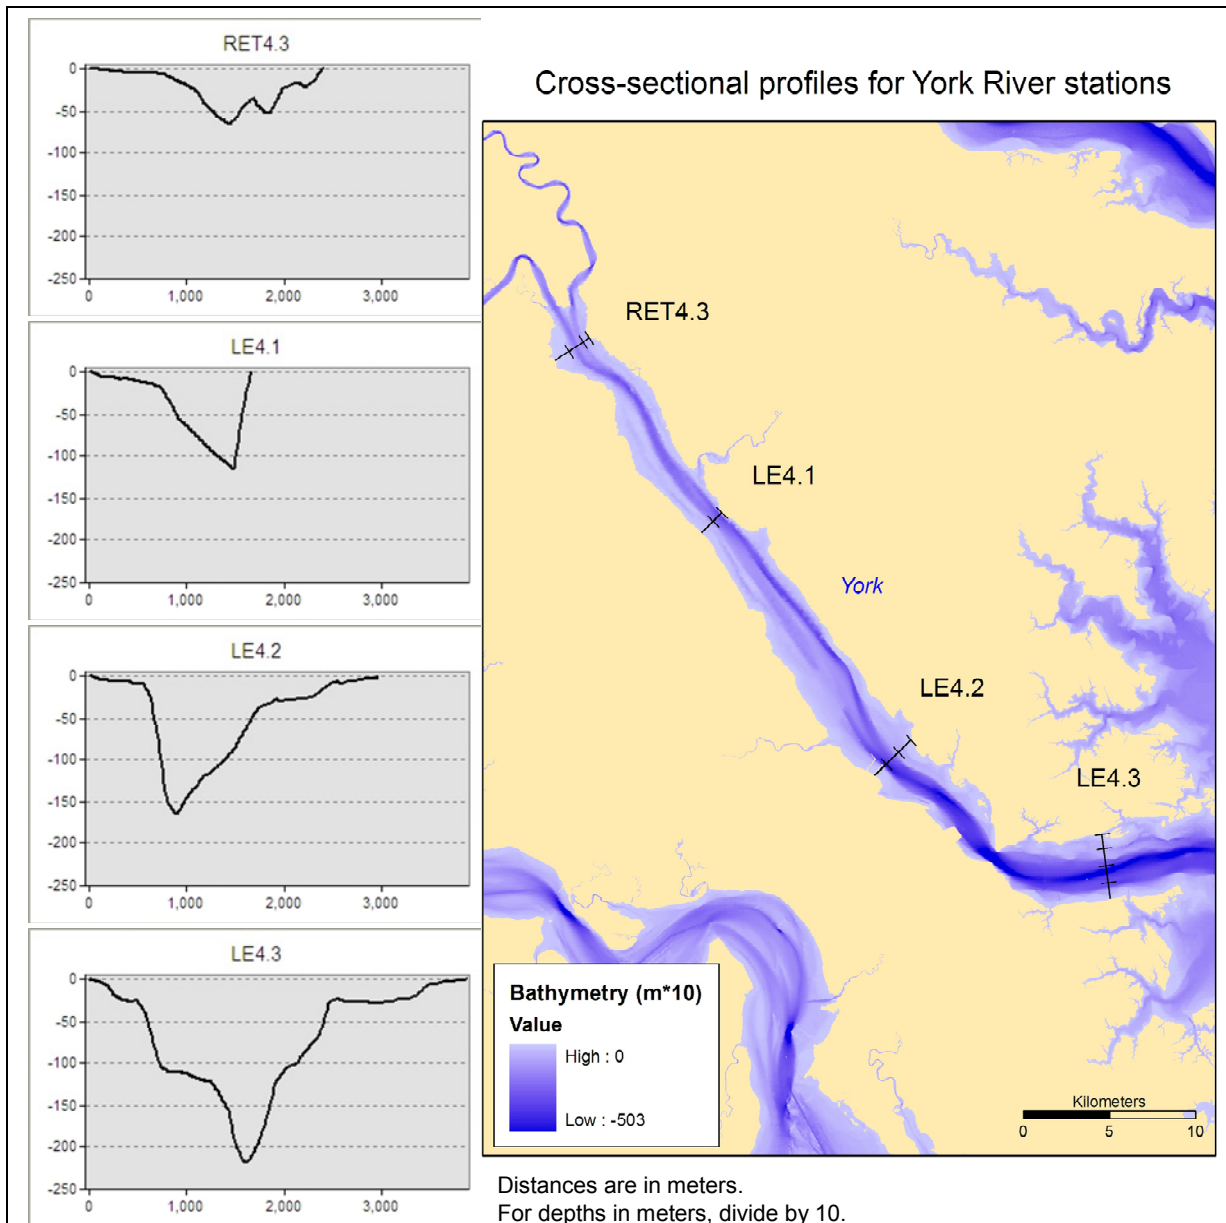 RET4.3
0
-50
-100
-150
-200
-250
0 1,000 2,000 3,000
LE4.1
0
-50
-100
-150
-200
-250
0 1,000 2,000 3,000
LE4.2
0
-50
-100
-150
-200
-250
0 1,000 2,000 3,000
LE4.3
0
-50
-100
-150
-200
-250
0 1,000 2,000 3,000
Cross-sectional profiles for York River stations
RET4.3
LE4.1
York
LE4.2
LE4.3
Bathymetry (m*10)
Value
High : 0
Low : -503
Kilometers
0 5 10
Distances are in meters.
For depths in meters, divide by 10.